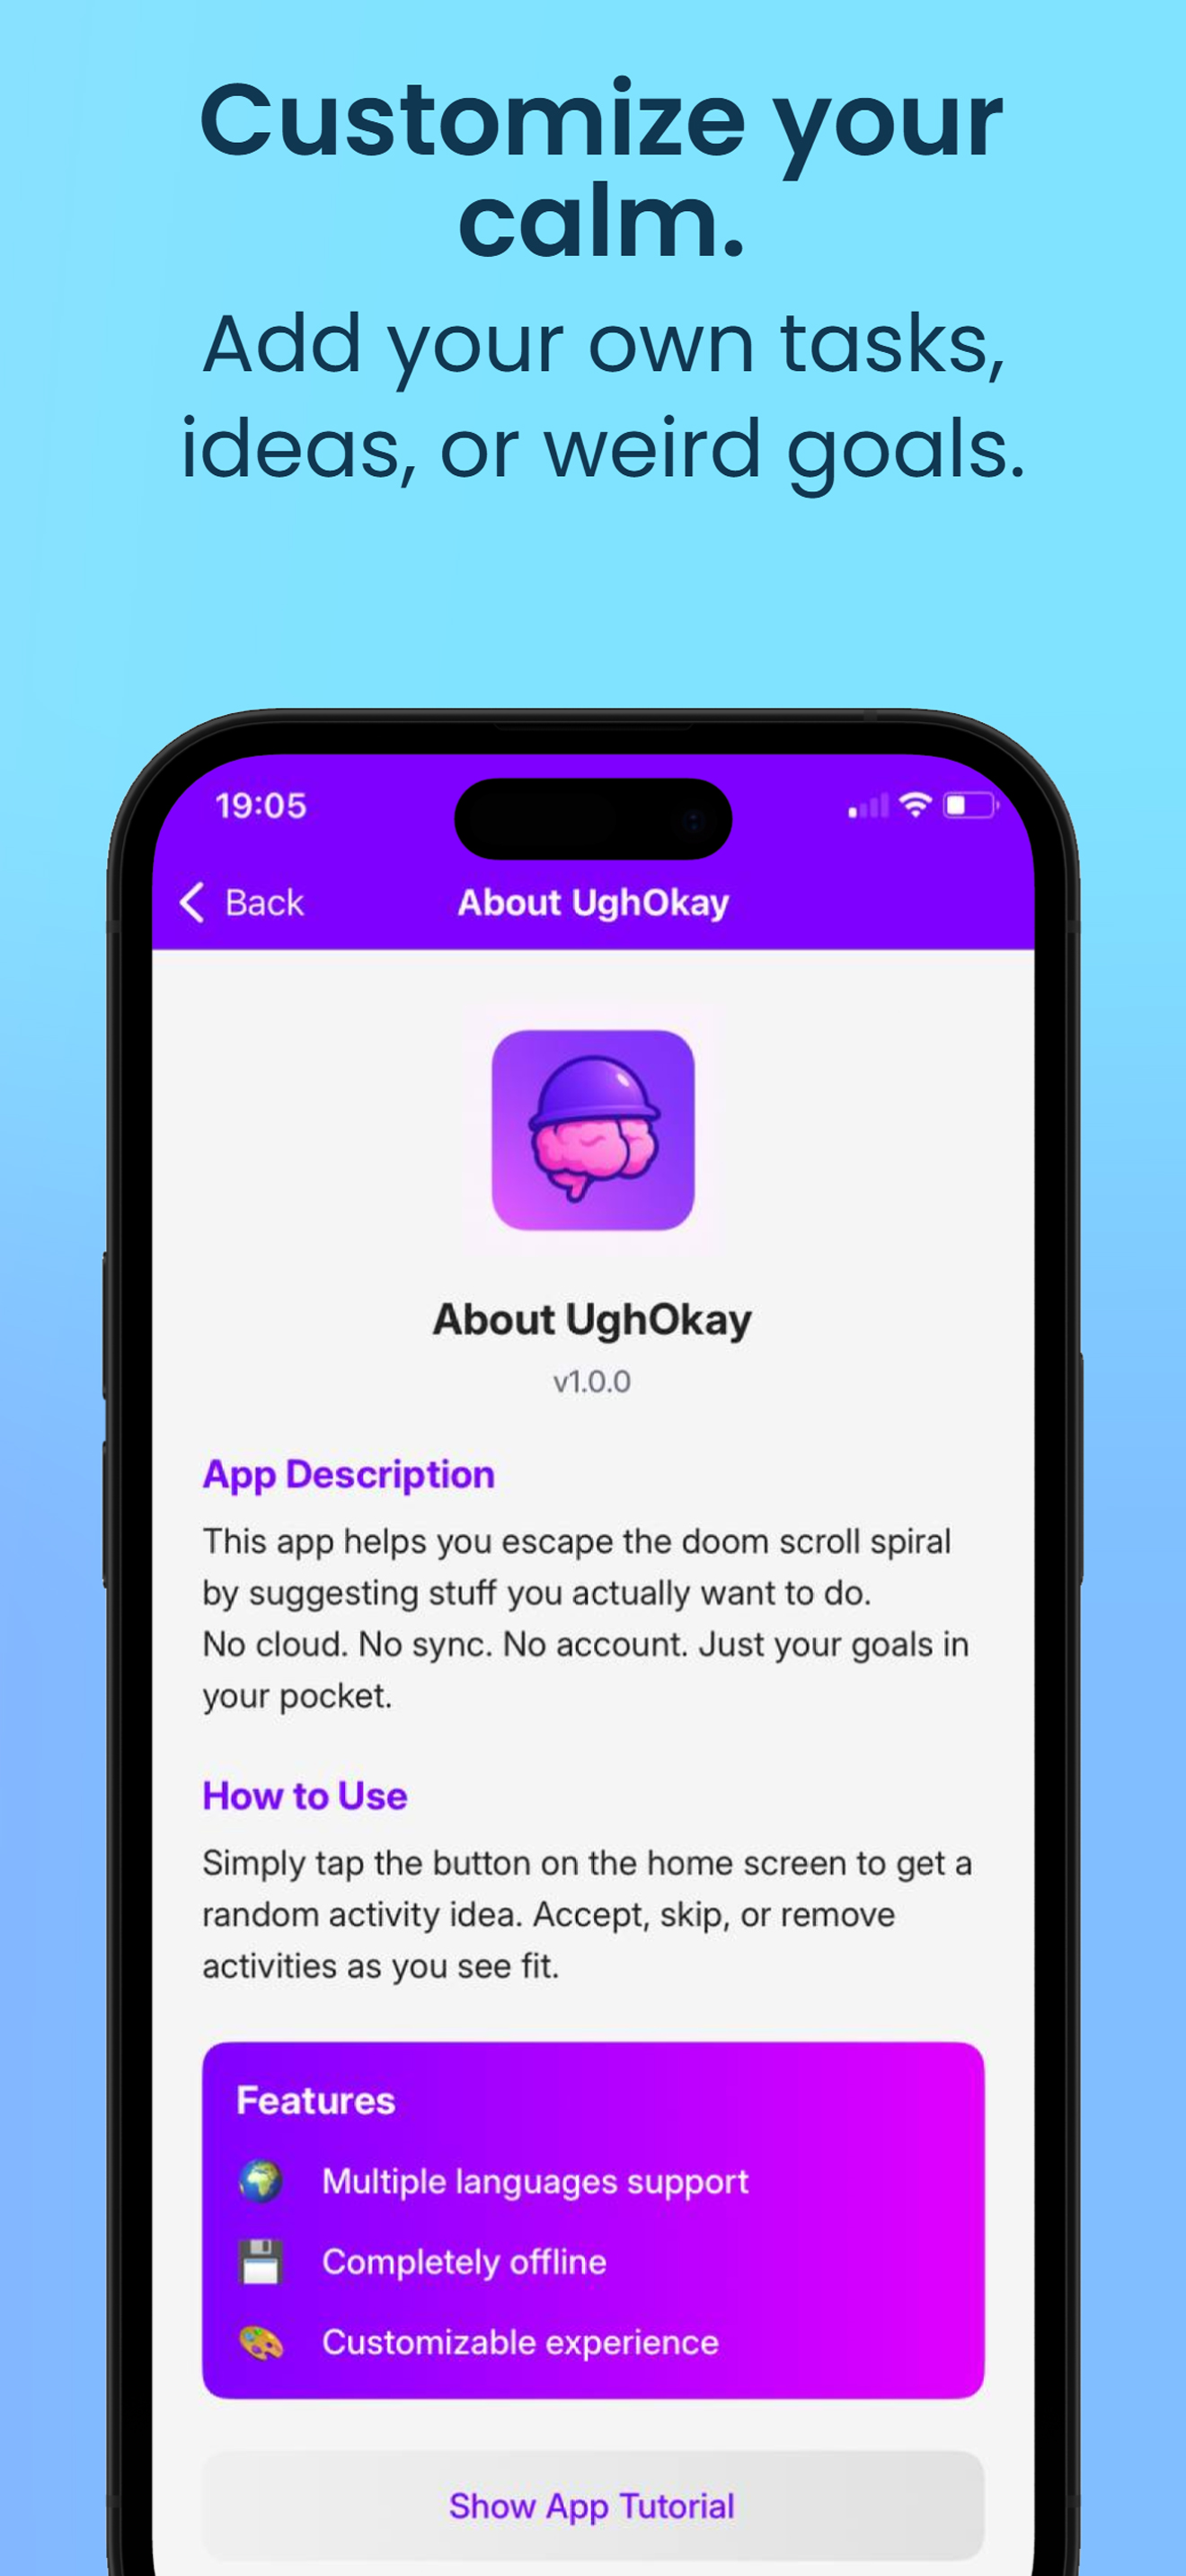 Customize your
calm.
Add your own tasks,
ideas, or weird goals.
19:05
Back
About UghOkay
About UghOkay
v1.0.0
App Description
This app helps you escape the doom scroll spiral
by suggesting stuff you actually want to do.
No cloud. No sync. No account. Just your goals in
your pocket.
How to Use
Simply tap the button on the home screen to get a
random activity idea. Accept, skip, or remove
activities as you see fit.
Features
Multiple languages support
Completely offline
Customizable experience
Show App Tutorial